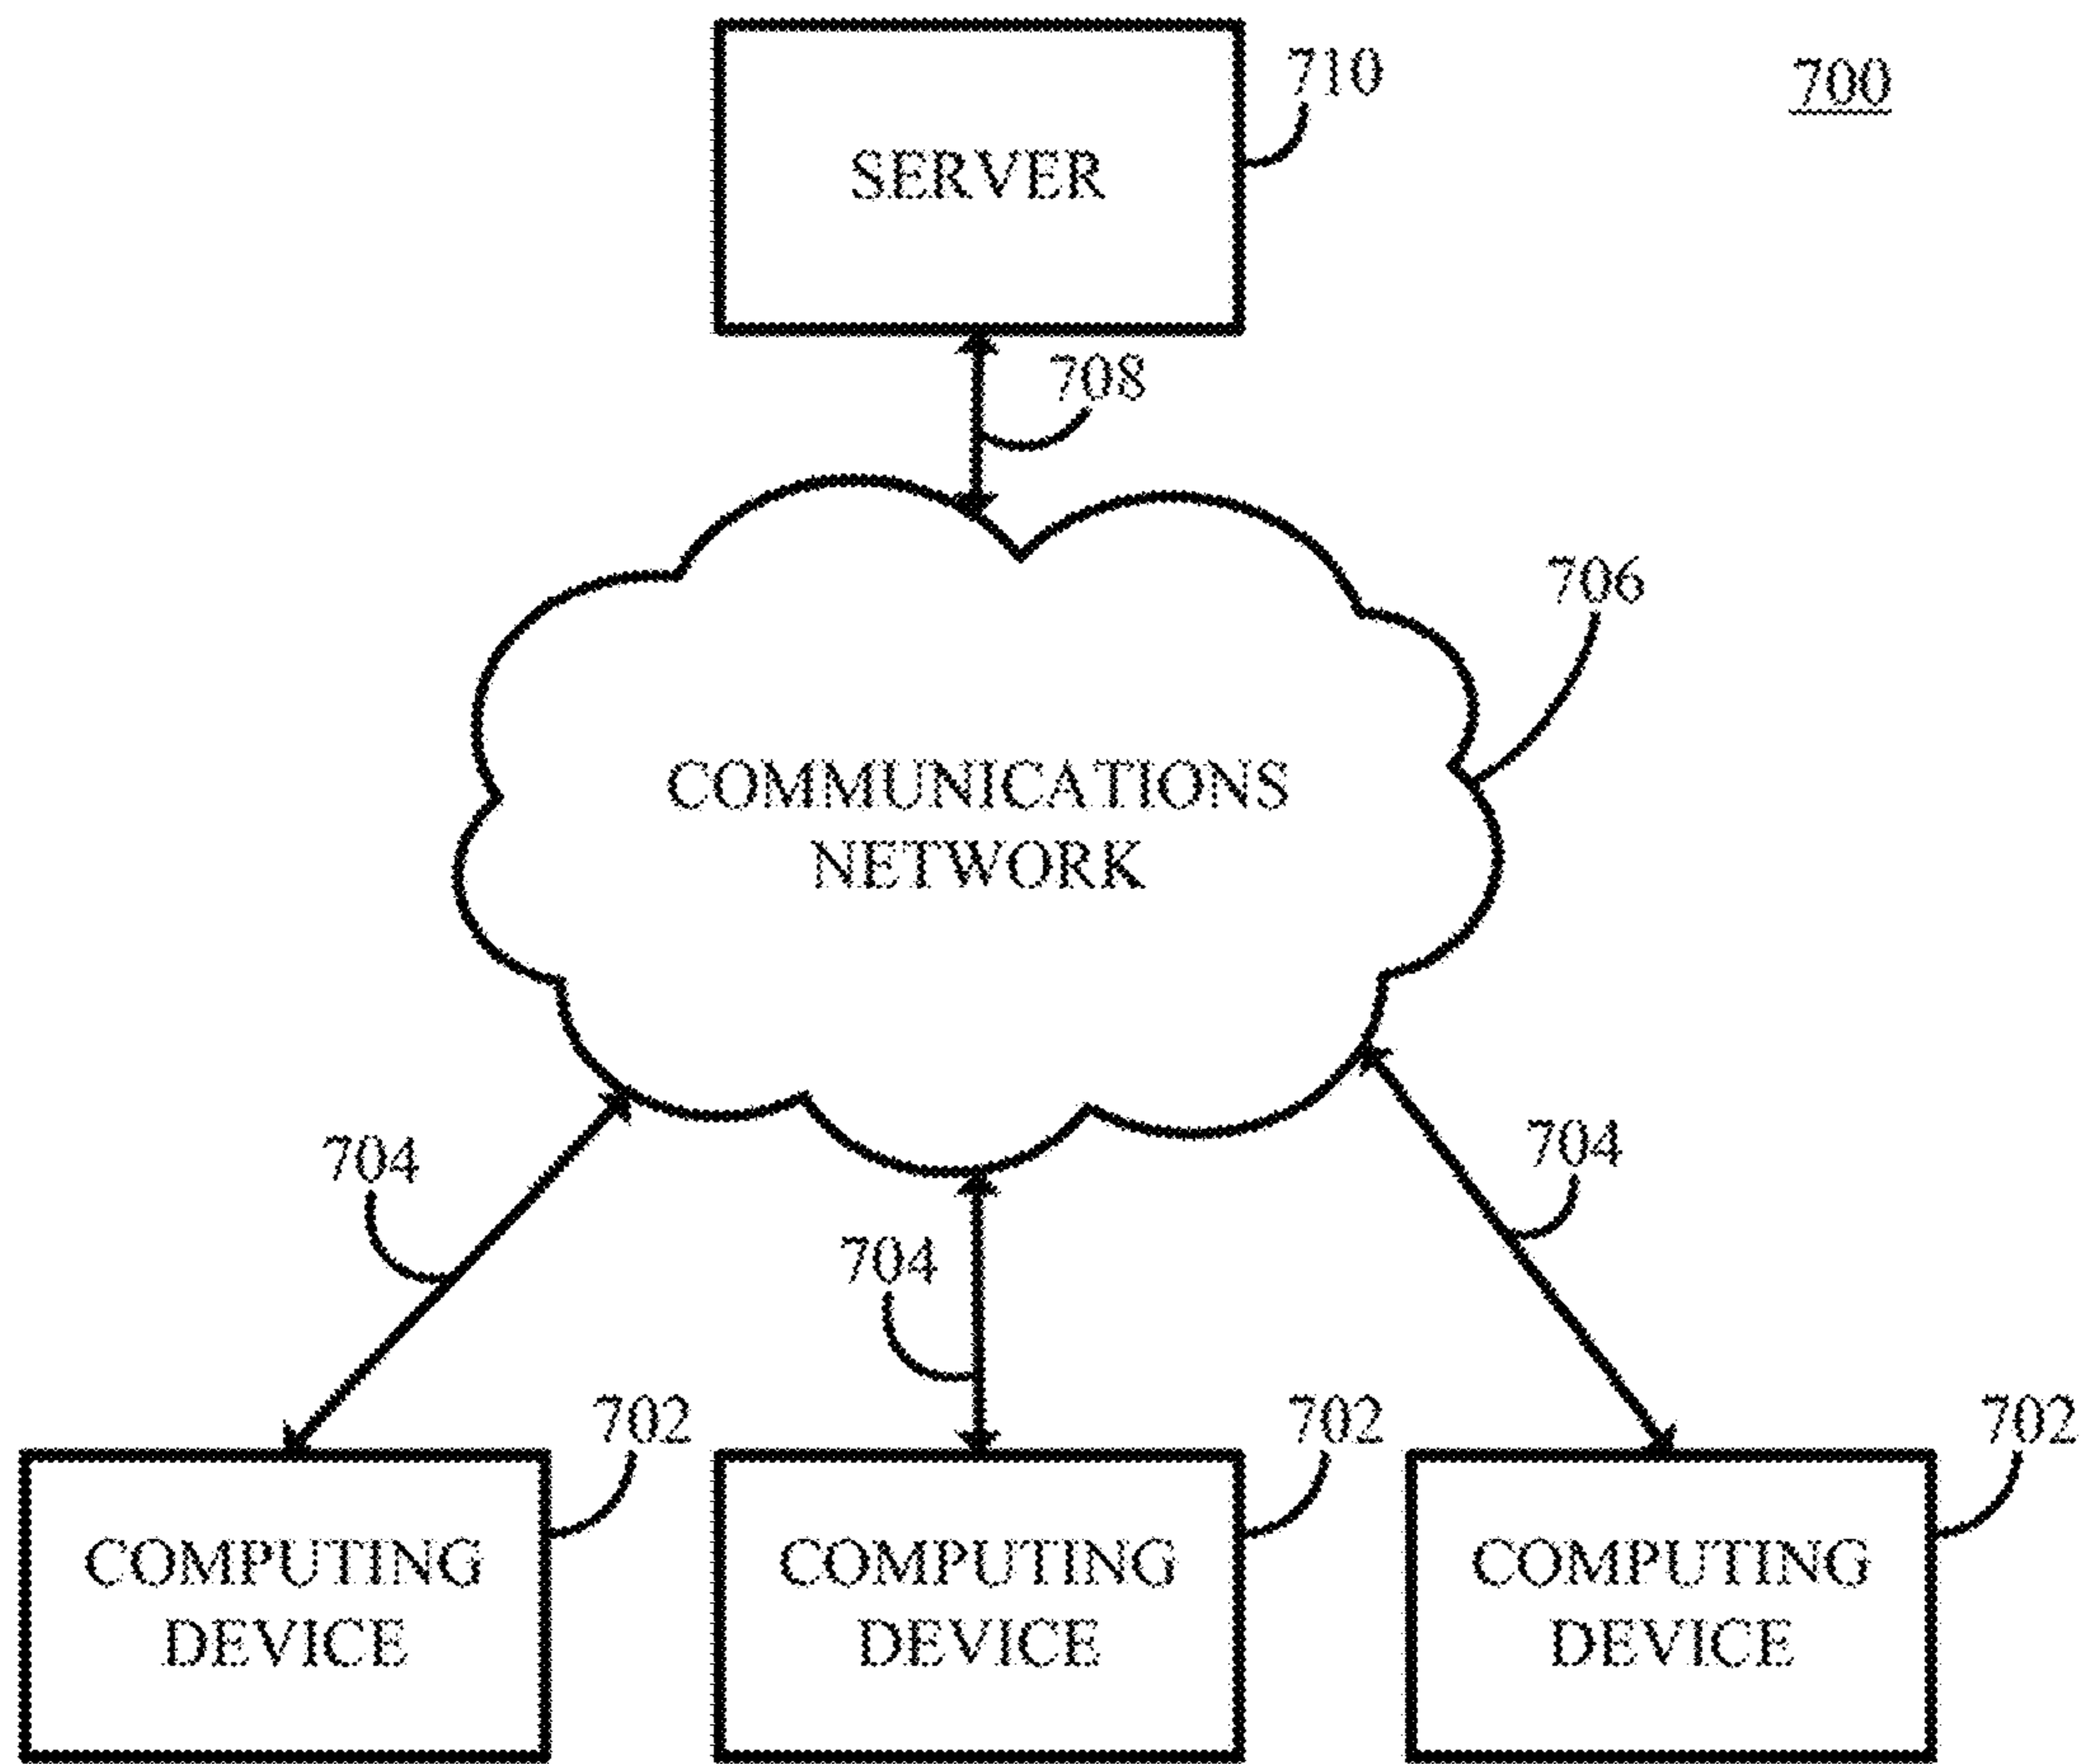 710
700
SERVER
708
706
COMMUNICATIONS
NETWORK
704
704
704
702
702
702
COMPUTING
DEVICE
COMPUTING
DEVICE
COMPUTING
DEVICE